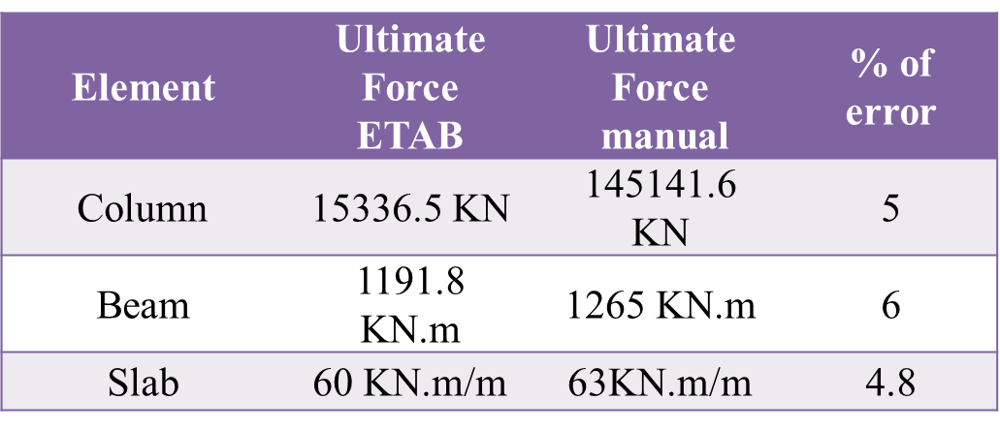 Element
Ultimate
Force
ETAB
Ultimate
Force
manual
% of
error
Column
15336.5 KN
145141.6
KN
5
Beam
1191.8
KN.m
1265 KN.m
6
Slab
60 KN.m/m
63KN.m/m
4.8